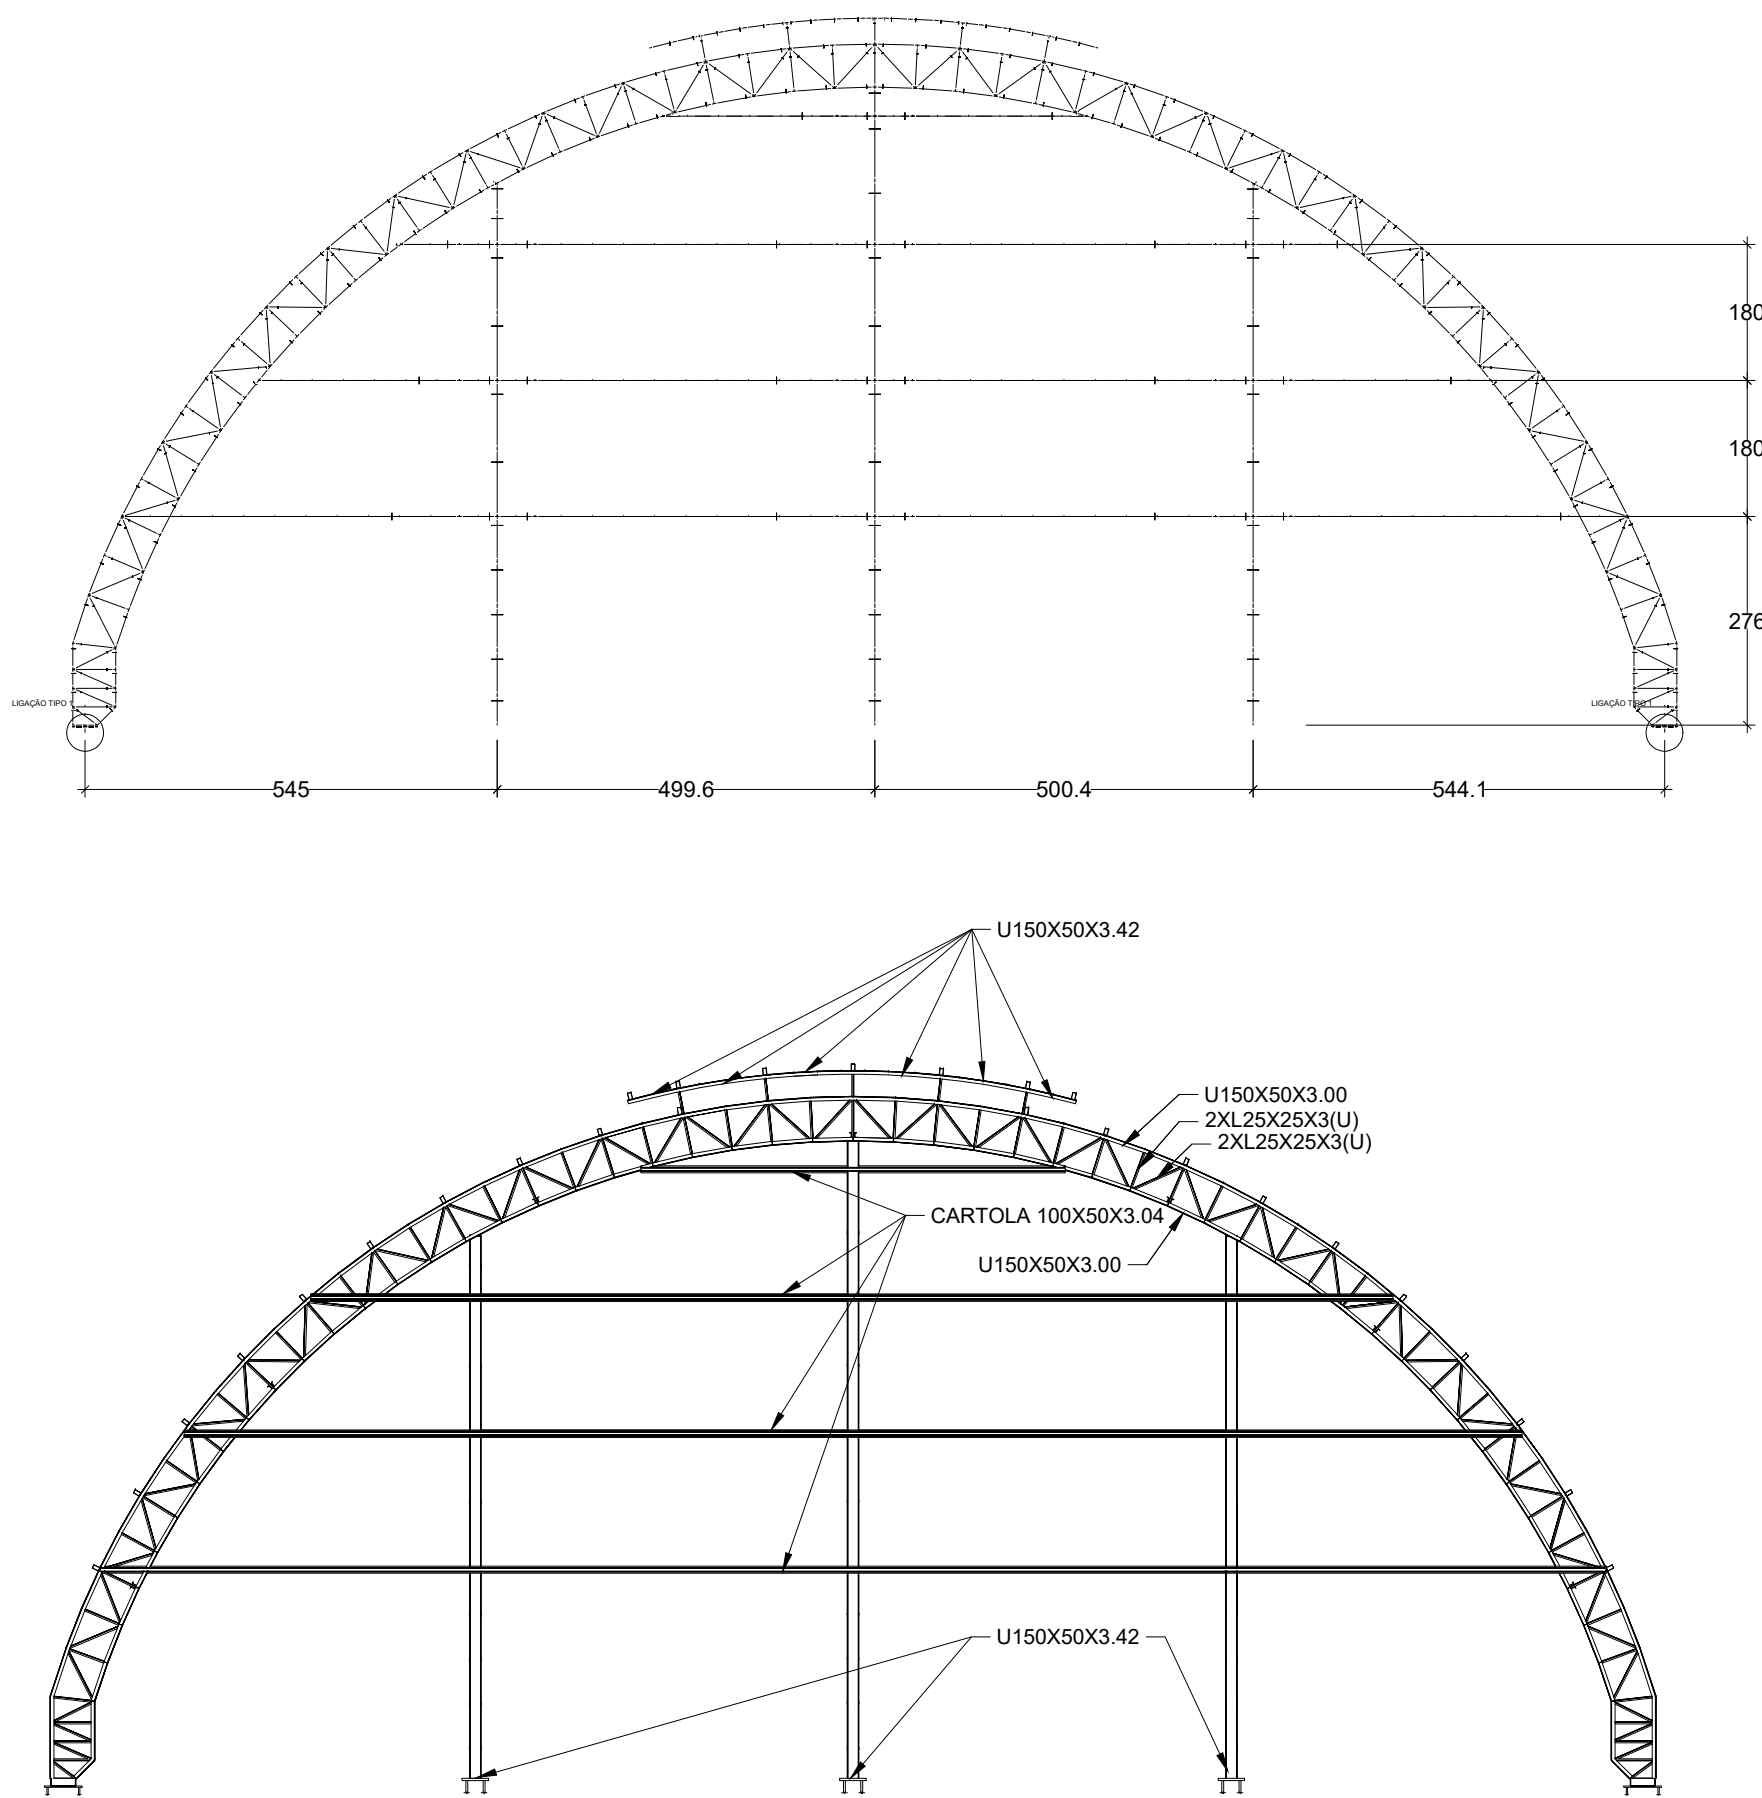 180
180
276
LIGAÇÃO TIPO 1
LIGAÇÃO TIPO 1
545
499.6
500.4
544.1
U150X50X3.42
U150X50X3.00
2XL25X25X3(U)
2XL25X25X3(U)
CARTOLA 100X50X3.04
U150X50X3.00
U150X50X3.42